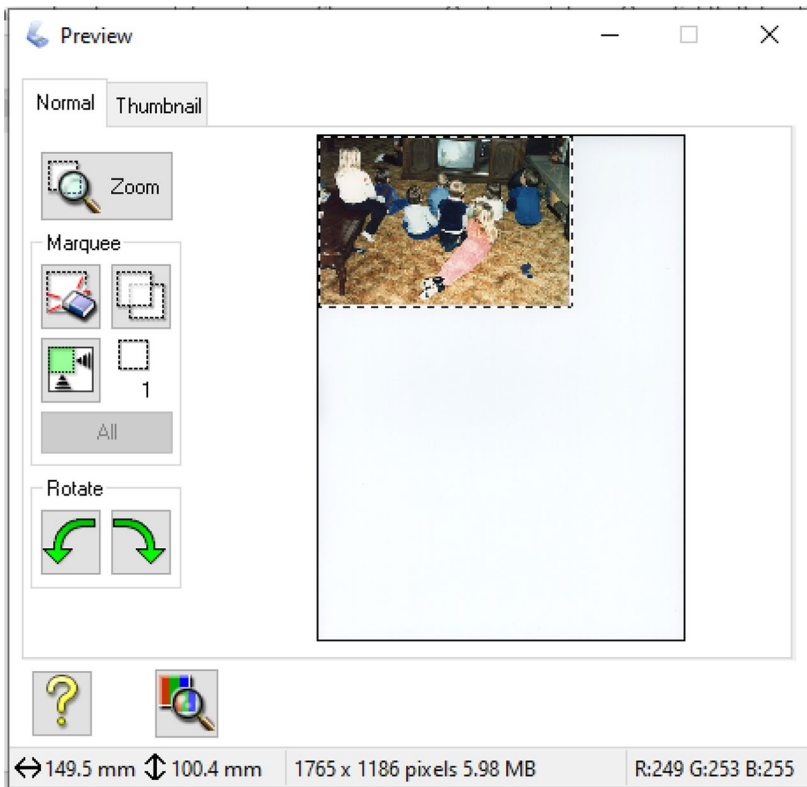 Preview
Normal
Thumbnail
Zoom
Marquee
1
All
Rotate
149.5 mm 100.4 mm
1765 x 1186 pixels 5.98 MB
R:249 G:253 B:255